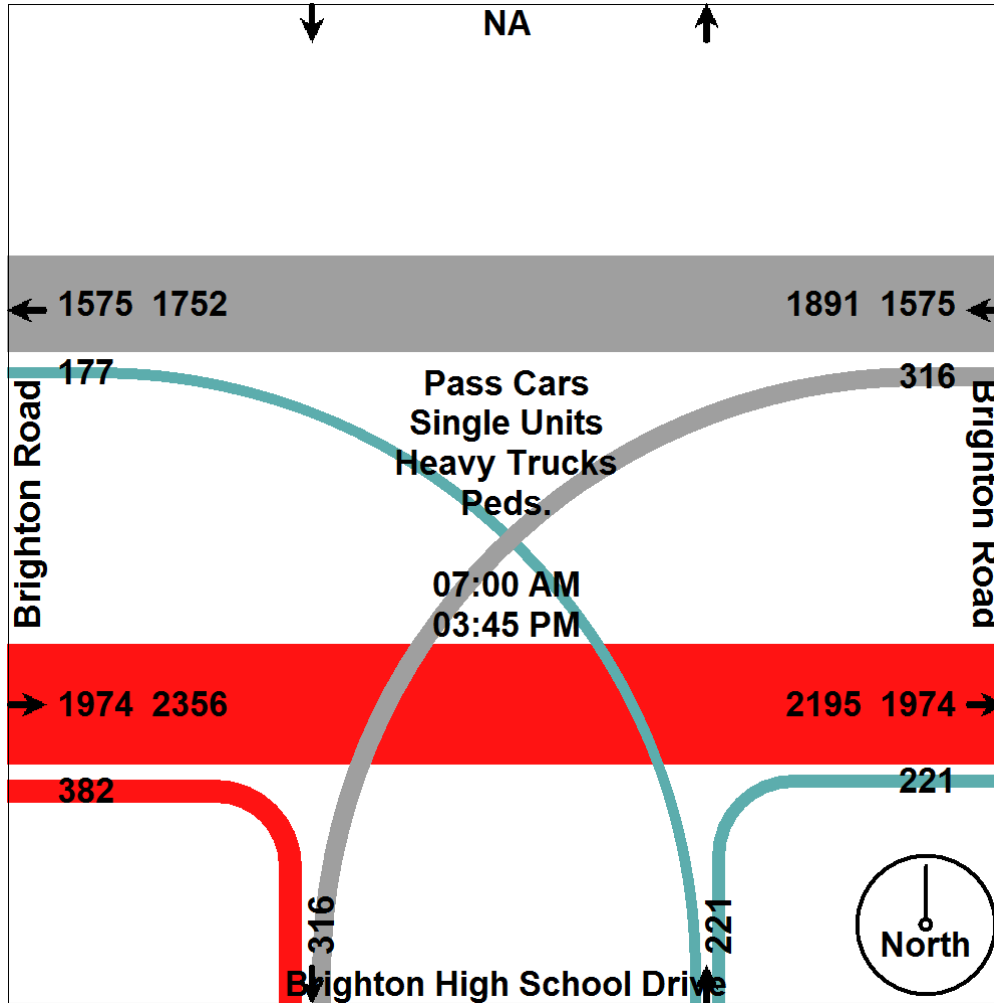 NA
1575 1752
1891 1575
177
316
Pass Cars
Single Units
Heavy Trucks
Peds.
Brighton Road
Brighton Road
07:00 AM
03:45 PM
1974 2356
2195 1974
382
221
316
221
North
Brighton High School Drive